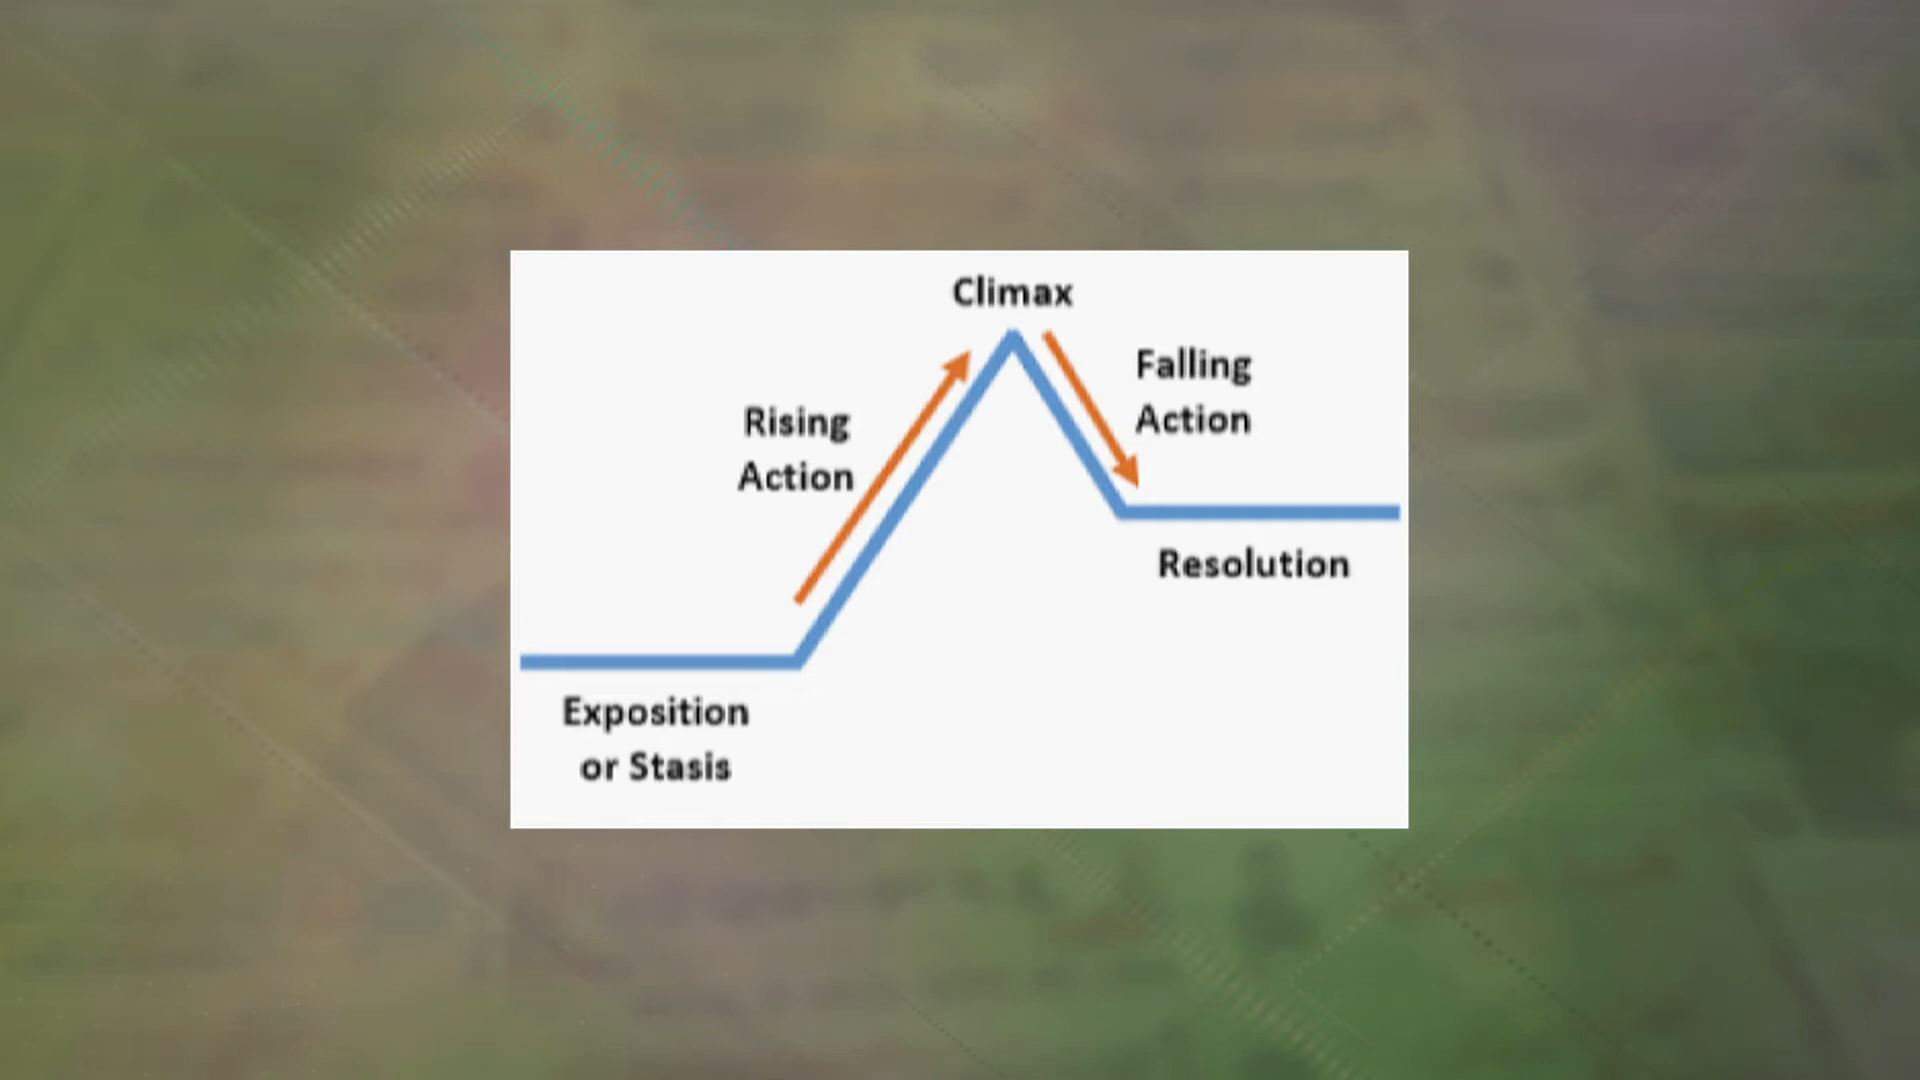 Climax
Falling
Action
Rising
Action
Resolution
Exposition
or Stasis